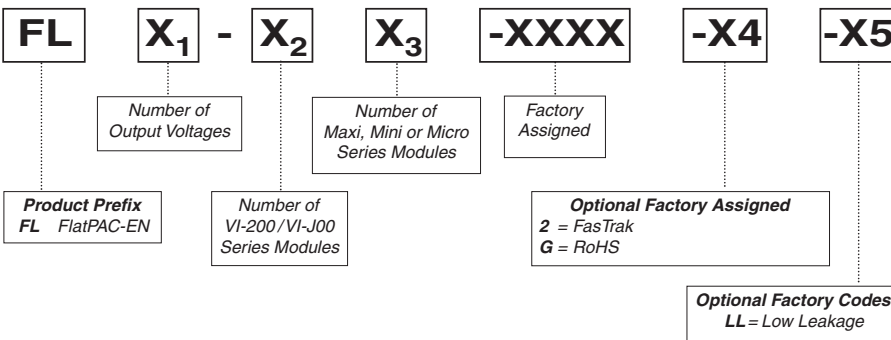 FL X1 - X2 X3 -XXXX -X4 -X5
Number of
Output Voltages
Number of
Maxi, Mini or Micro
Series Modules
Factory
Assigned
Product Prefix
FL FlatPAC-EN
Number of
VI-200/VI-J00
Series Modules
Optional Factory Assigned
2 = FasTrak
G = RoHS
Optional Factory Codes
LL = Low Leakage